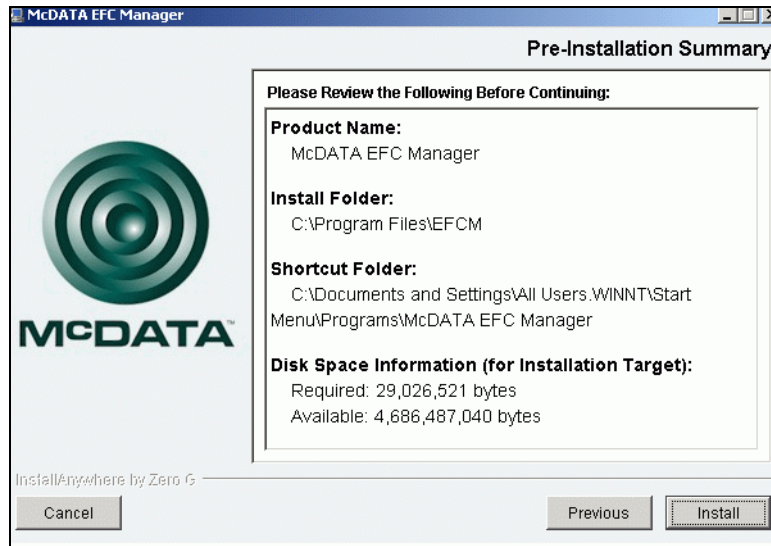 McDATA EFC Manager
Pre-Installation Summary
Please Review the Following Before Continuing:
Product Name:
McDATA EFC Manager
Install Folder:
C:\Program Files\EFCM
Shortcut Folder:
C:\Documents and Settings\All Users.WINNT\Start
Menu\Programs\McDATA EFC Manager
Disk Space Information (for Installation Target):
Required: 29,026,521 bytes
Available: 4,686,487,040 bytes
McDATA™
InstallAnywhere by Zero G
Cancel
Previous
Install